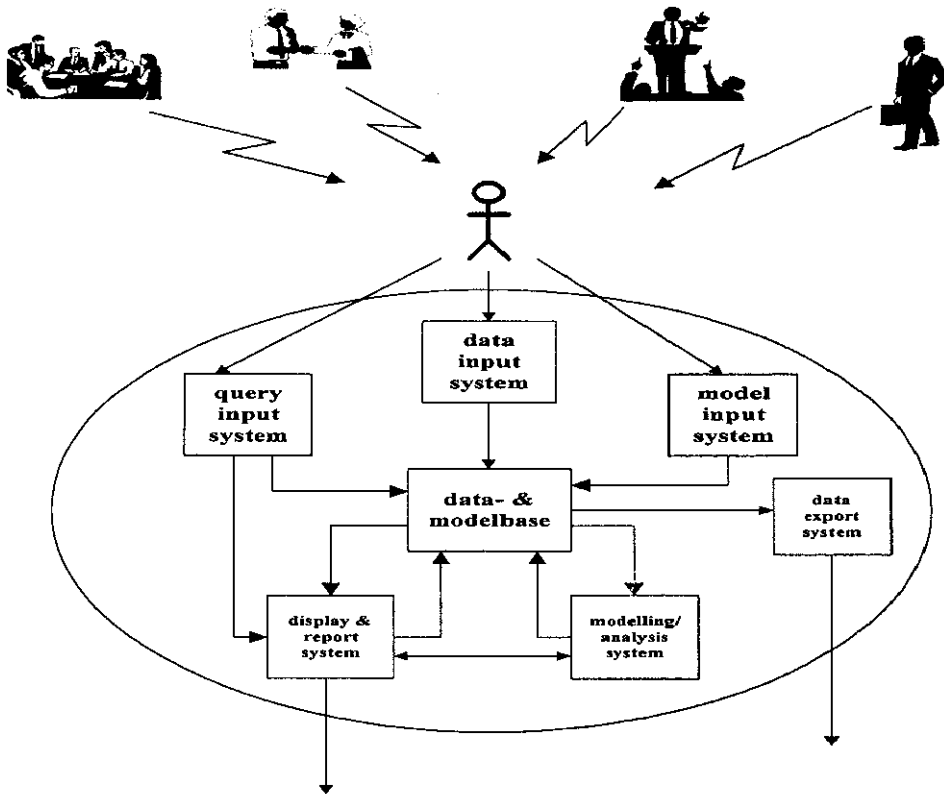 data
input
system
query
input
system
model
input
system
data- &
modelbase
data
export
system
display &
report
system
modelling/
analysis
system